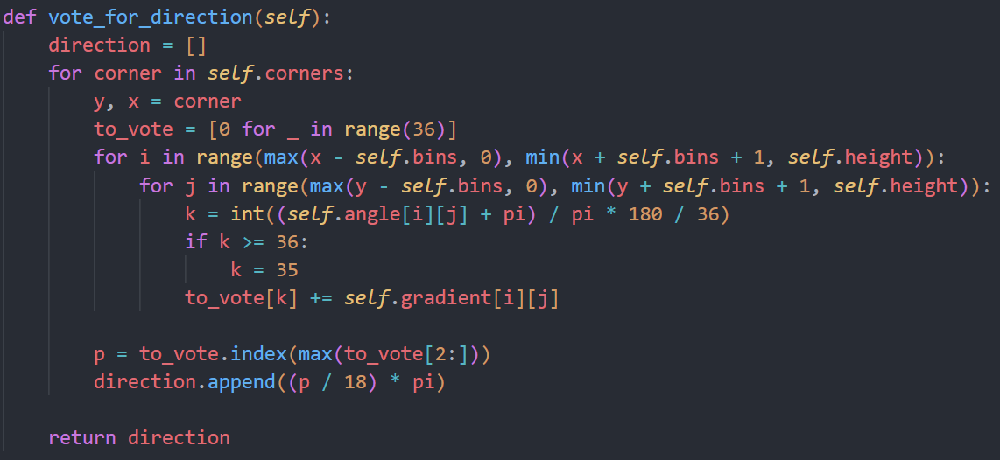 def vote_for_direction(self):
    direction = []
    for corner in self.corners:
        y, x = corner
        to_vote = [0 for _ in range(36)]
        for i in range(max(x - self.bins, 0), min(x + self.bins + 1, self.height)):
            for j in range(max(y - self.bins, 0), min(y + self.bins + 1, self.height)):
                k = int((self.angle[i][j] + pi) / pi * 180 / 36)
                if k >= 36:
                    k = 35
                to_vote[k] += self.gradient[i][j]

        p = to_vote.index(max(to_vote[2:]))
        direction.append((p / 18) * pi)

    return direction